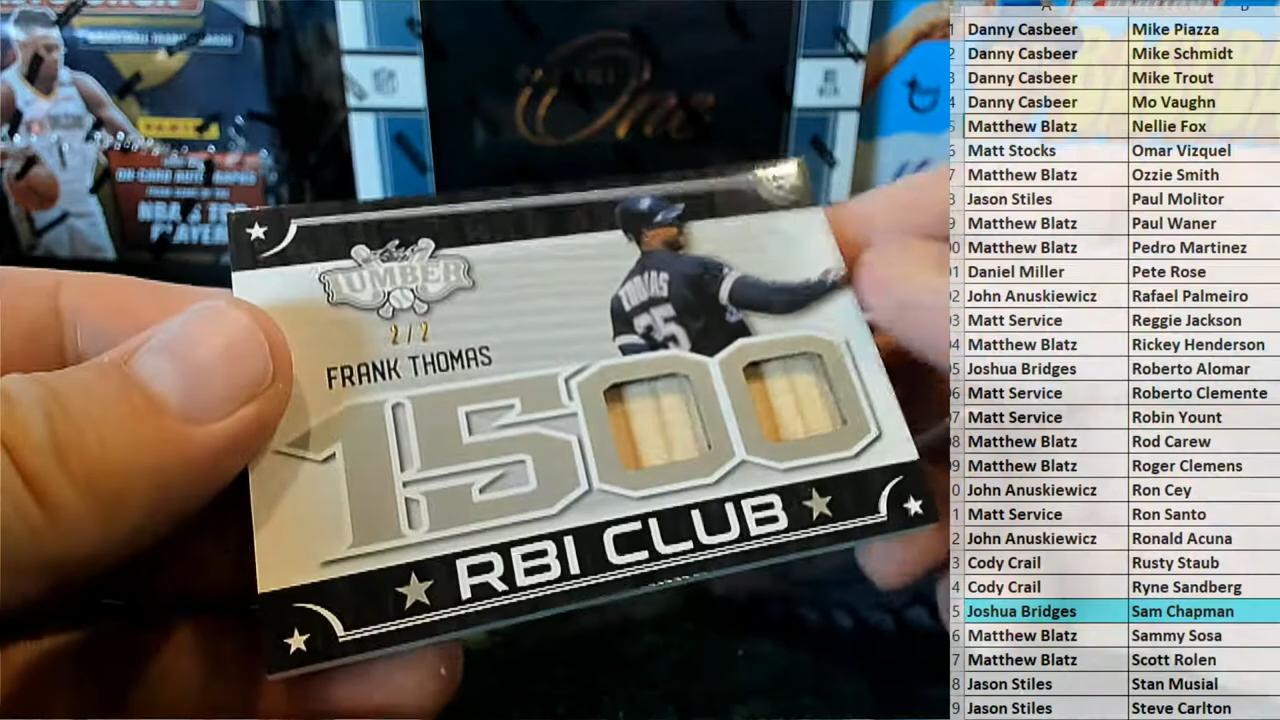 PANINI
ON-CARD AUTOGRAPHS
One
LUMBER
2/2
FRANK THOMAS
THOMAS
35
1500
RBI CLUB
Danny Casbeer Mike Piazza
Danny Casbeer Mike Schmidt
Danny Casbeer Mike Trout
Danny Casbeer Mo Vaughn
Matthew Blatz Nellie Fox
Matt Stocks Omar Vizquel
Matthew Blatz Ozzie Smith
Jason Stiles Paul Molitor
Matthew Blatz Paul Waner
Matthew Blatz Pedro Martinez
Daniel Miller Pete Rose
John Anuskiewicz Rafael Palmeiro
Matt Service Reggie Jackson
Matthew Blatz Rickey Henderson
Joshua Bridges Roberto Alomar
Matt Service Roberto Clemente
Matt Service Robin Yount
Matthew Blatz Rod Carew
Matthew Blatz Roger Clemens
John Anuskiewicz Ron Cey
Matt Service Ron Santo
John Anuskiewicz Ronald Acuna
Cody Crail Rusty Staub
Cody Crail Ryne Sandberg
Joshua Bridges Sam Chapman
Matthew Blatz Sammy Sosa
Matthew Blatz Scott Rolen
Jason Stiles Stan Musial
Jason Stiles Steve Carlton